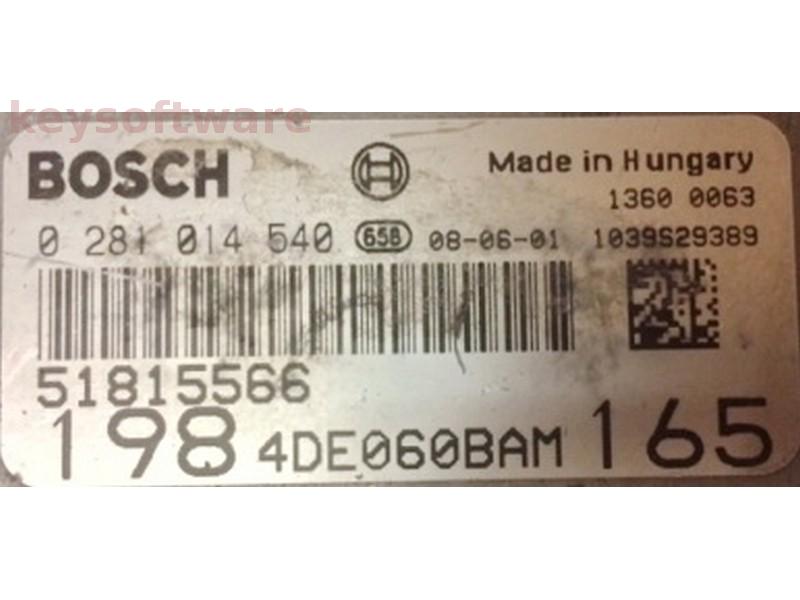 keysoftware
BOSCH Made in Hungary
1360 0063
0 281 014 540 656 08-06-01 1039S29389
51815566
198 4DE060BAM 165